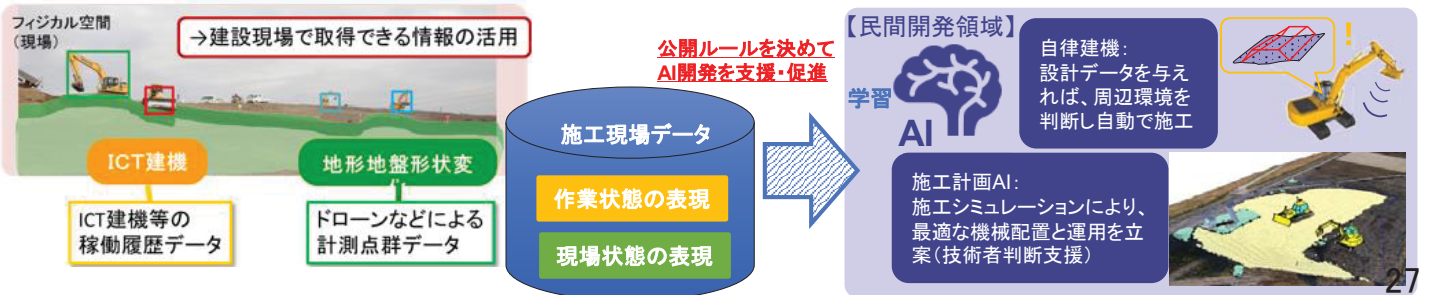 フィジカル空間
(現場)
→建設現場で取得できる情報の活用
ICT建機
地形地盤形状変
ICT建機等の
稼働履歴データ
ドローンなどによる
計測点群データ
施工現場データ
作業状態の表現
現場状態の表現
公開ルールを決めて
AI開発を支援・促進
【民間開発領域】
学習
AI
自律建機：
設計データを与え
れば、周辺環境を
判断し自動で施工
!
施工計画AI：
施工シミュレーションにより、
最適な機械配置と運用を立
案(技術者判断支援)
27